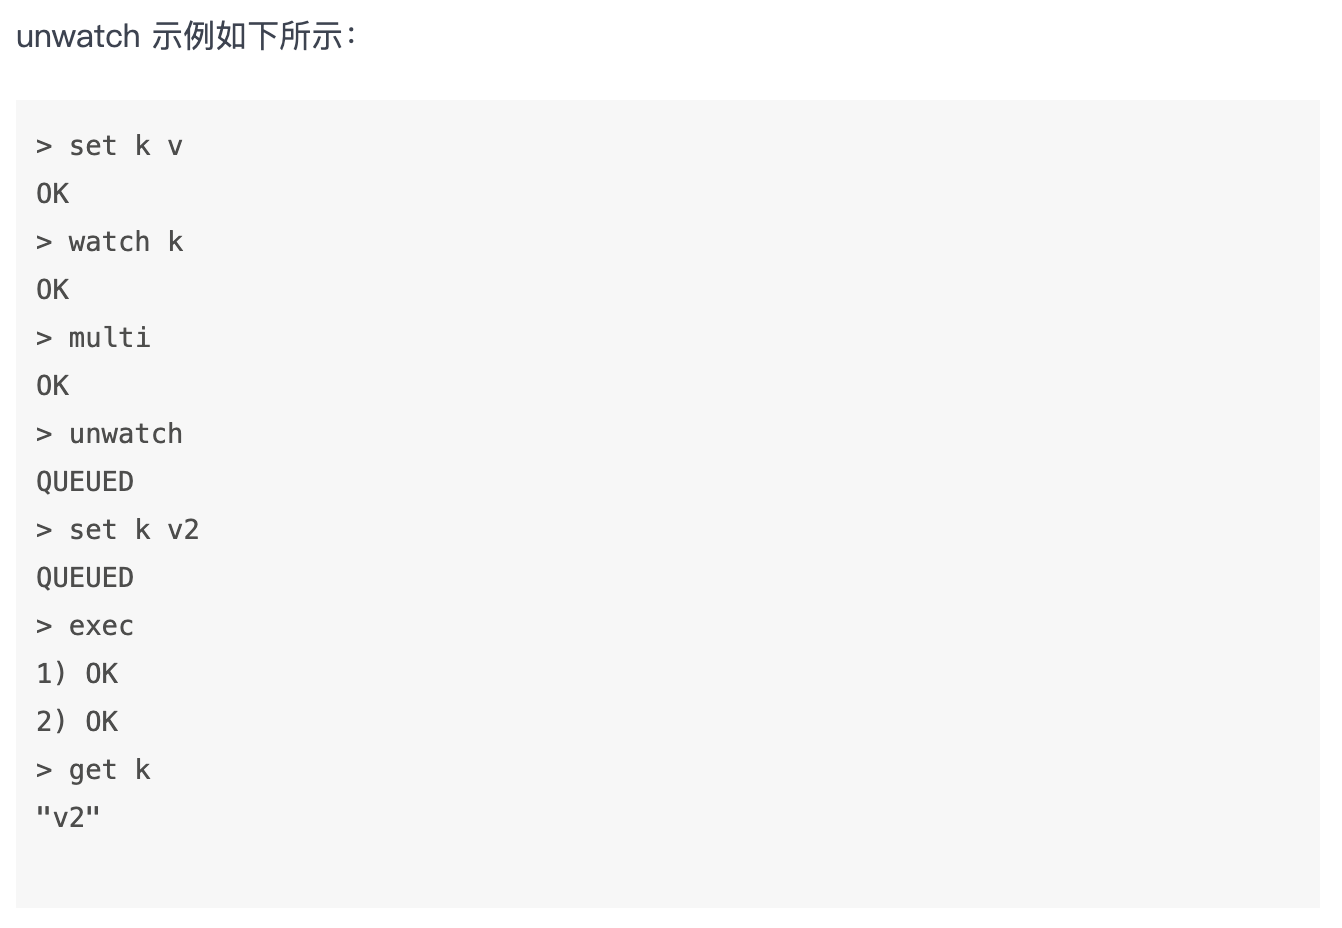 unwatch 示例如下所示：
> set k v
OK
> watch k
OK
> multi
OK
> unwatch
QUEUED
> set k v2
QUEUED
> exec
1) OK
2) OK
> get k
"v2"